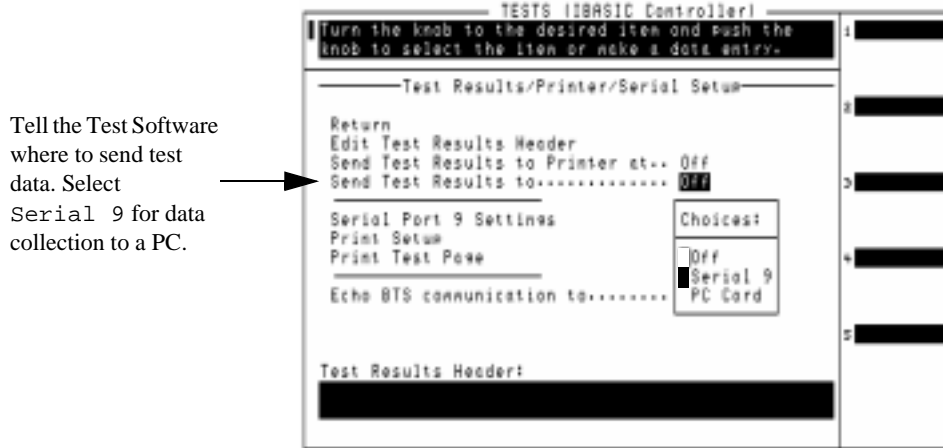 TESTS (IBASIC Controller)
Turn the knob to the desired item and push the
knob to select the item or make a data entry.
1
Test Results/Printer/Serial Setup
2
Return
Edit Test Results Header
Send Test Results to Printer at.. Off
Send Test Results to............. Off
3
Tell the Test Software
where to send test
data. Select
Serial 9 for data
collection to a PC.
Serial Port 9 Settings
Print Setup
Print Test Page
Echo BTS communication to........
Choices:
Off
Serial 9
PC Card
4
5
Test Results Header: